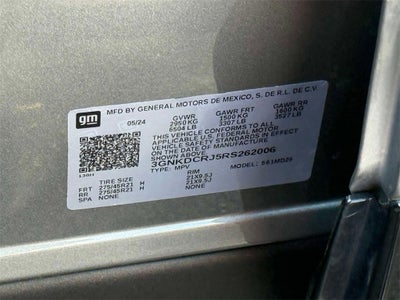 gm
MFD BY GENERAL MOTORS DE MEXICO, S. DE R.L. DE C.V.
05/24 GVWR GAWR FRT GAWR RR
2950 KG 1500 KG 1600 KG
6504 LB 3307 LB 3527 LB
THIS VEHICLE CONFORMS TO ALL
APPLICABLE U.S. FEDERAL MOTOR
VEHICLE SAFETY STANDARDS IN EFFECT
ON THE DATE OF MANUFACTURE
SHOWN ABOVE.
3GNKDCRJ5RS262006
TYPE: MPV MODEL:
TIRE SIZE RIM
FRT 275/45R21 H 21X9.5J
RR 275/45R21 H 21X9.5J
SPA NONE NONE